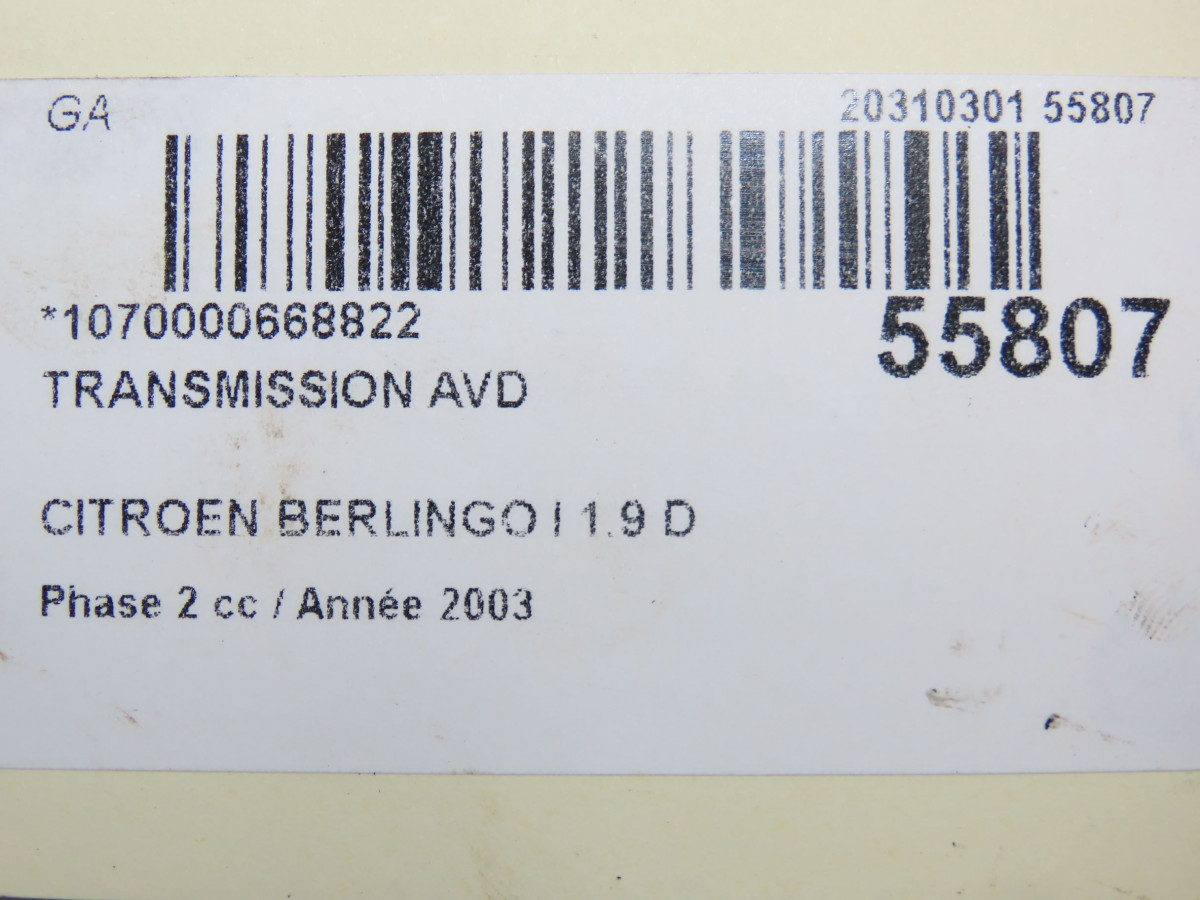 GA
20310301 55807
*1070000668822
55807
TRANSMISSION AVD
CITROEN BERLINGO I 1.9 D
Phase 2 cc / Année 2003